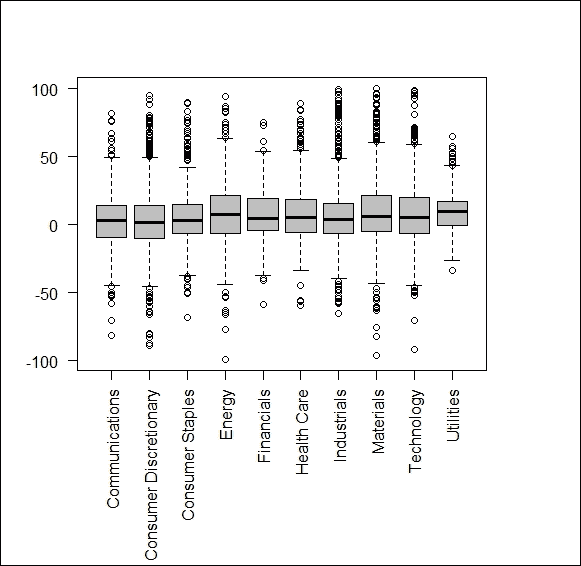 100
50
0
-50
-100
Communications
Consumer Discretionary
Consumer Staples
Energy
Financials
Health Care
Industrials
Materials
Technology
Utilities